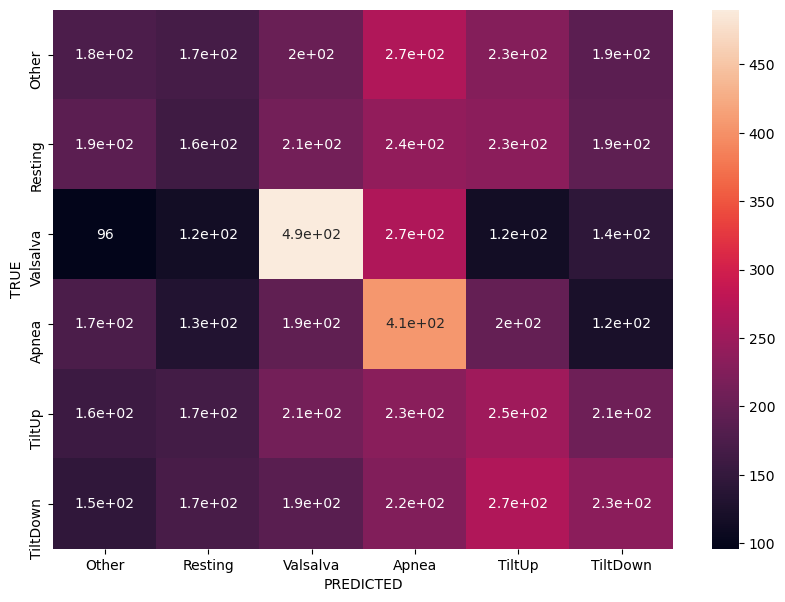 Other 1.8e+02 1.7e+02 2e+02 2.7e+02 2.3e+02 1.9e+02
Resting 1.9e+02 1.6e+02 2.1e+02 2.4e+02 2.3e+02 1.9e+02
Valsalva 96 1.2e+02 4.9e+02 2.7e+02 1.2e+02 1.4e+02
Apnea 1.7e+02 1.3e+02 1.9e+02 4.1e+02 2e+02 1.2e+02
TiltUp 1.6e+02 1.7e+02 2.1e+02 2.3e+02 2.5e+02 2.1e+02
TiltDown 1.5e+02 1.7e+02 1.9e+02 2.2e+02 2.7e+02 2.3e+02
TRUE
Other Resting Valsalva Apnea TiltUp TiltDown
PREDICTED
450
400
350
300
250
200
150
100